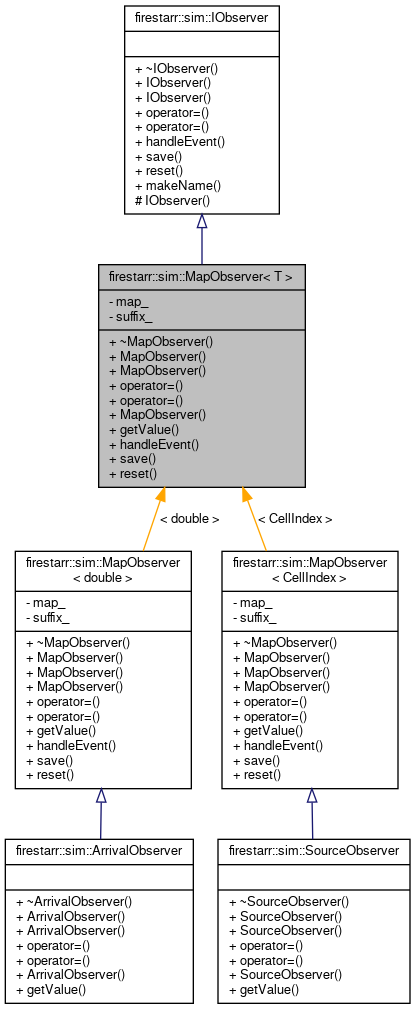 firestarr::sim::IObserver
+ ~IObserver()
+ IObserver()
+ IObserver()
+ operator=()
+ operator=()
+ handleEvent()
+ save()
+ reset()
+ makeName()
# IObserver()
firestarr::sim::MapObserver< T >
- map_
- suffix_
+ ~MapObserver()
+ MapObserver()
+ MapObserver()
+ operator=()
+ operator=()
+ MapObserver()
+ getValue()
+ handleEvent()
+ save()
+ reset()
< double >
< CellIndex >
firestarr::sim::MapObserver
< double >
- map_
- suffix_
+ ~MapObserver()
+ MapObserver()
+ MapObserver()
+ MapObserver()
+ operator=()
+ operator=()
+ getValue()
+ handleEvent()
+ save()
+ reset()
firestarr::sim::MapObserver
< CellIndex >
- map_
- suffix_
+ ~MapObserver()
+ MapObserver()
+ MapObserver()
+ MapObserver()
+ operator=()
+ operator=()
+ getValue()
+ handleEvent()
+ save()
+ reset()
firestarr::sim::ArrivalObserver
+ ~ArrivalObserver()
+ ArrivalObserver()
+ ArrivalObserver()
+ operator=()
+ operator=()
+ ArrivalObserver()
+ getValue()
firestarr::sim::SourceObserver
+ ~SourceObserver()
+ SourceObserver()
+ SourceObserver()
+ operator=()
+ operator=()
+ SourceObserver()
+ getValue()